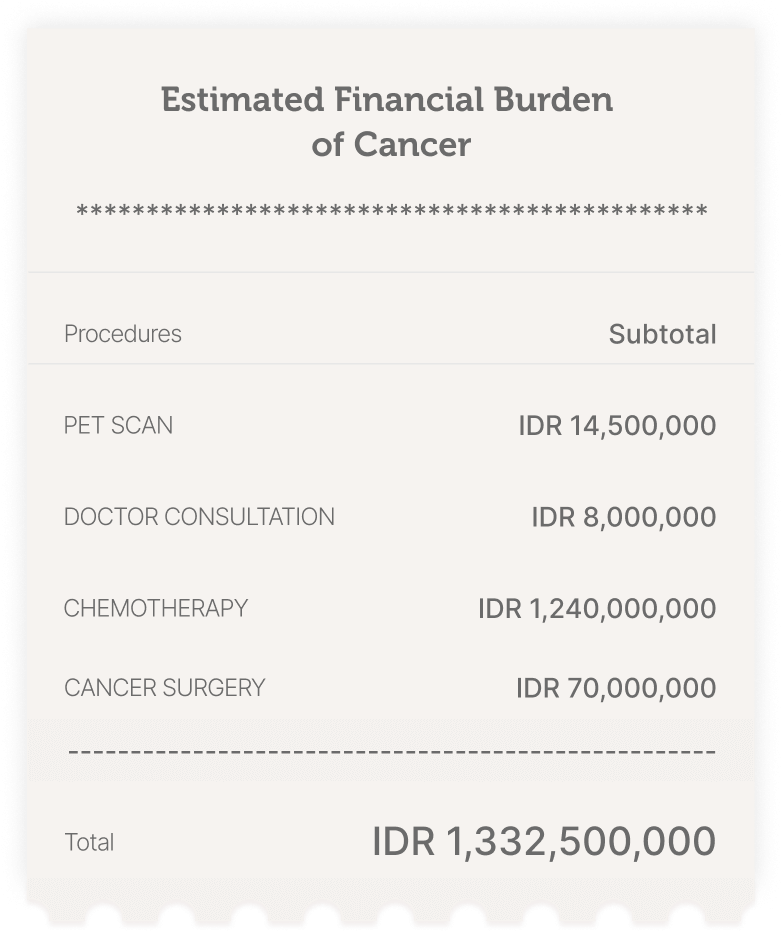 Estimated Financial Burden
of Cancer
*********************************************
Procedures Subtotal
PET SCAN IDR 14,500,000
DOCTOR CONSULTATION IDR 8,000,000
CHEMOTHERAPY IDR 1,240,000,000
CANCER SURGERY IDR 70,000,000
--------------------------------------------------
Total IDR 1,332,500,000